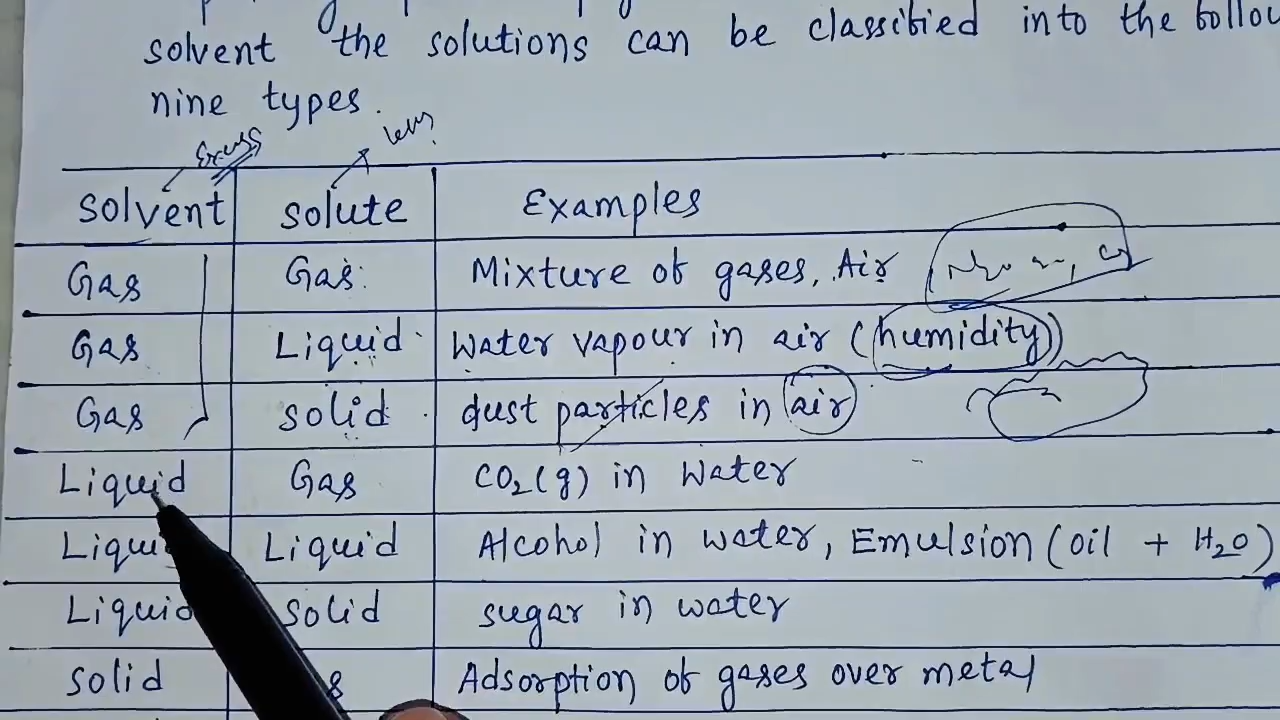 solvent the solutions can be classified into the follow
nine types.
Excess less
Solvent Solute Examples
Gas Gas Mixture of gases, Air
Gas Liquid Water vapour in air (humidity)
Gas solid dust particles in air
Liquid Gas CO₂(g) in Water
Liqui Liquid Alcohol in water, Emulsion (oil + H₂O)
Liquid solid sugar in water
solid s Adsorption of gases over metal